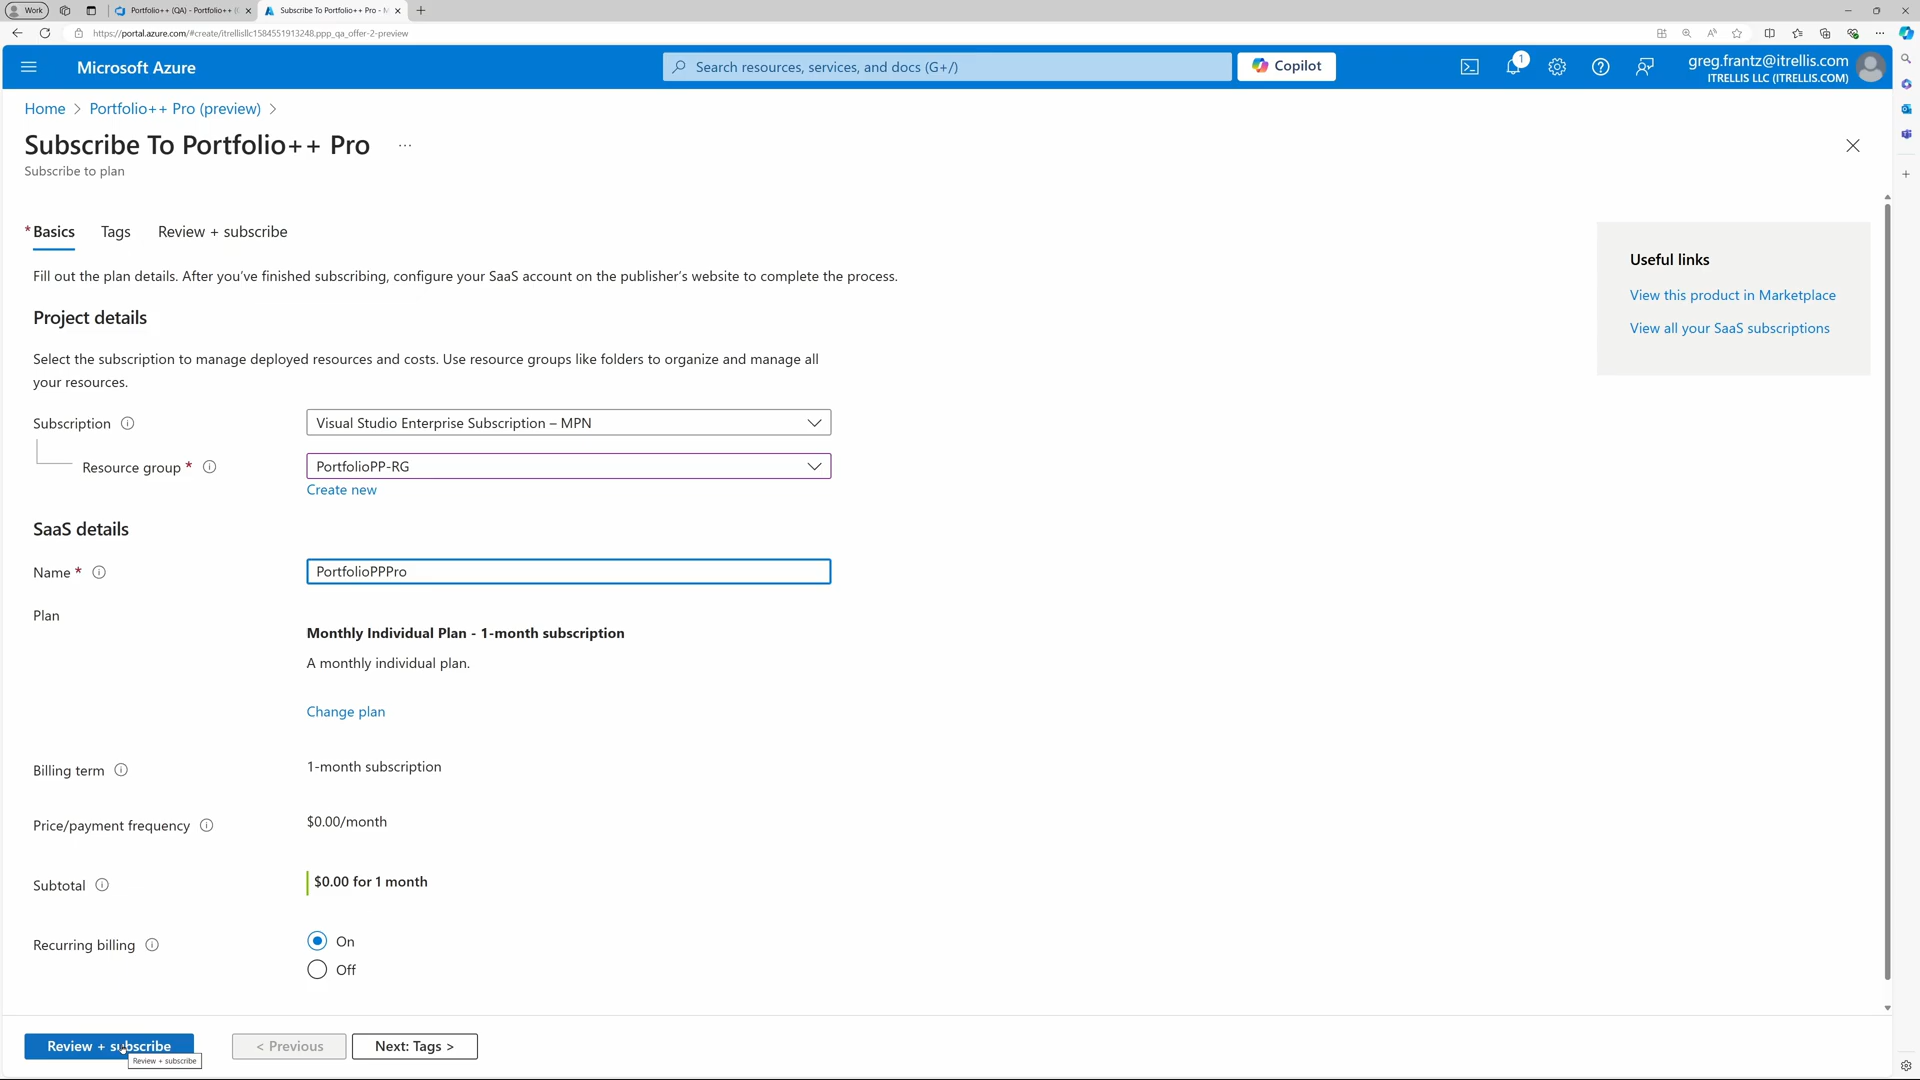 Work
Portfolio++ (QA) - Portfolio++ (
Subscribe To Portfolio++ Pro - M
https://portal.azure.com/#create/itrellisllc1584551913248.ppp_qa_offer-2-preview
Microsoft Azure
Search resources, services, and docs (G+/)
Copilot
1
greg.frantz@itrellis.com
ITRELLIS LLC (ITRELLIS.COM)
Home > Portfolio++ Pro (preview) >
Subscribe To Portfolio++ Pro ...
Subscribe to plan
* Basics
Tags
Review + subscribe
Fill out the plan details. After you've finished subscribing, configure your SaaS account on the publisher's website to complete the process.
Useful links
View this product in Marketplace
View all your SaaS subscriptions
Project details
Select the subscription to manage deployed resources and costs. Use resource groups like folders to organize and manage all
your resources.
Subscription
Visual Studio Enterprise Subscription – MPN
Resource group *
PortfolioPP-RG
Create new
SaaS details
Name *
PortfolioPPPro
Plan
Monthly Individual Plan - 1-month subscription
A monthly individual plan.
Change plan
Billing term
1-month subscription
Price/payment frequency
$0.00/month
Subtotal
$0.00 for 1 month
Recurring billing
On
Off
Review + subscribe
< Previous
Next: Tags >
Review + subscribe